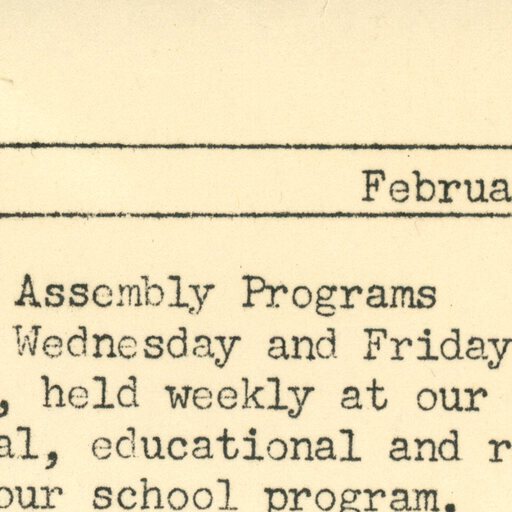 Februa
Assembly Programs
Wednesday and Friday
, held weekly at our
al, educational and r
our school program.